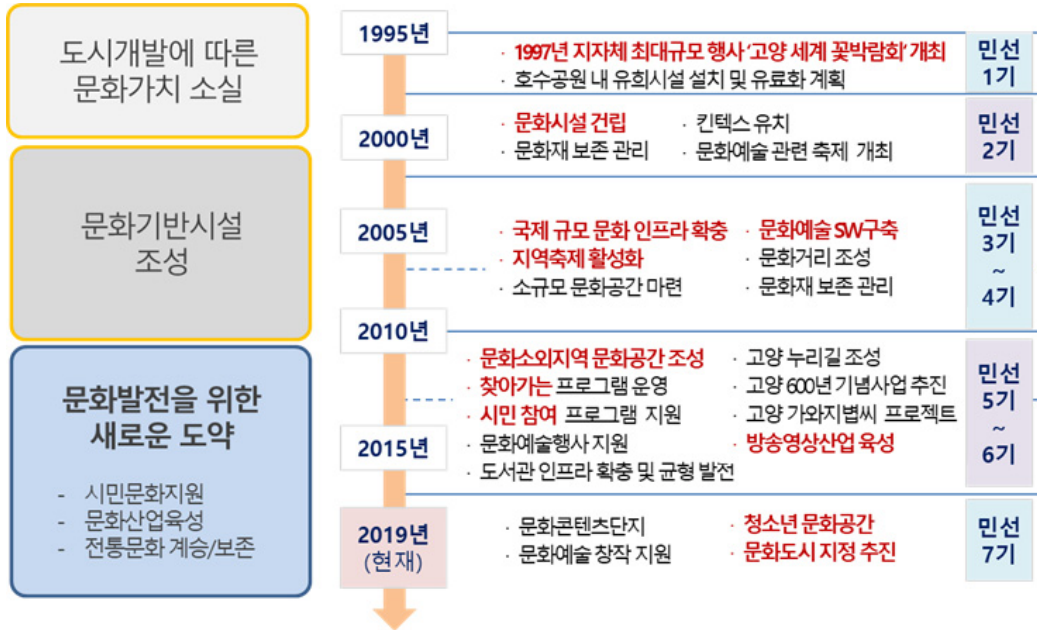 도시개발에 따른
문화가치 소실
문화기반시설
조성
문화발전을 위한
새로운 도약
- 시민문화지원
- 문화산업육성
- 전통문화 계승/보존
1995년
· 1997년 지자체 최대규모 행사 ‘고양 세계 꽃박람회’ 개최
· 호수공원 내 유희시설 설치 및 유료화 계획
민선
1기
2000년
· 문화시설 건립
· 킨텍스 유치
· 문화재 보존 관리
· 문화예술 관련 축제 개최
민선
2기
2005년
· 국제 규모 문화 인프라 확충
· 문화예술 SW구축
· 지역축제 활성화
· 문화거리 조성
· 소규모 문화공간 마련
· 문화재 보존 관리
민선
3기
~
4기
2010년
· 문화소외지역 문화공간 조성
· 고양 누리길 조성
· 찾아가는 프로그램 운영
· 고양 600년 기념사업 추진
· 시민 참여 프로그램 지원
· 고양 가와지볍씨 프로젝트
2015년
· 문화예술행사 지원
· 방송영상산업 육성
· 도서관 인프라 확충 및 균형 발전
민선
5기
~
6기
2019년
(현재)
· 문화콘텐츠단지
· 청소년 문화공간
· 문화예술 창작 지원
· 문화도시 지정 추진
민선
7기